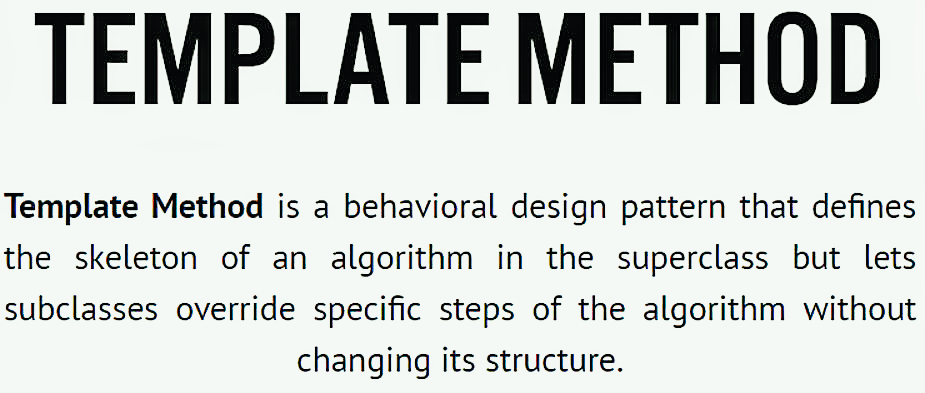 TEMPLATE METHOD
Template Method is a behavioral design pattern that defines
the skeleton of an algorithm in the superclass but lets
subclasses override specific steps of the algorithm without
changing its structure.